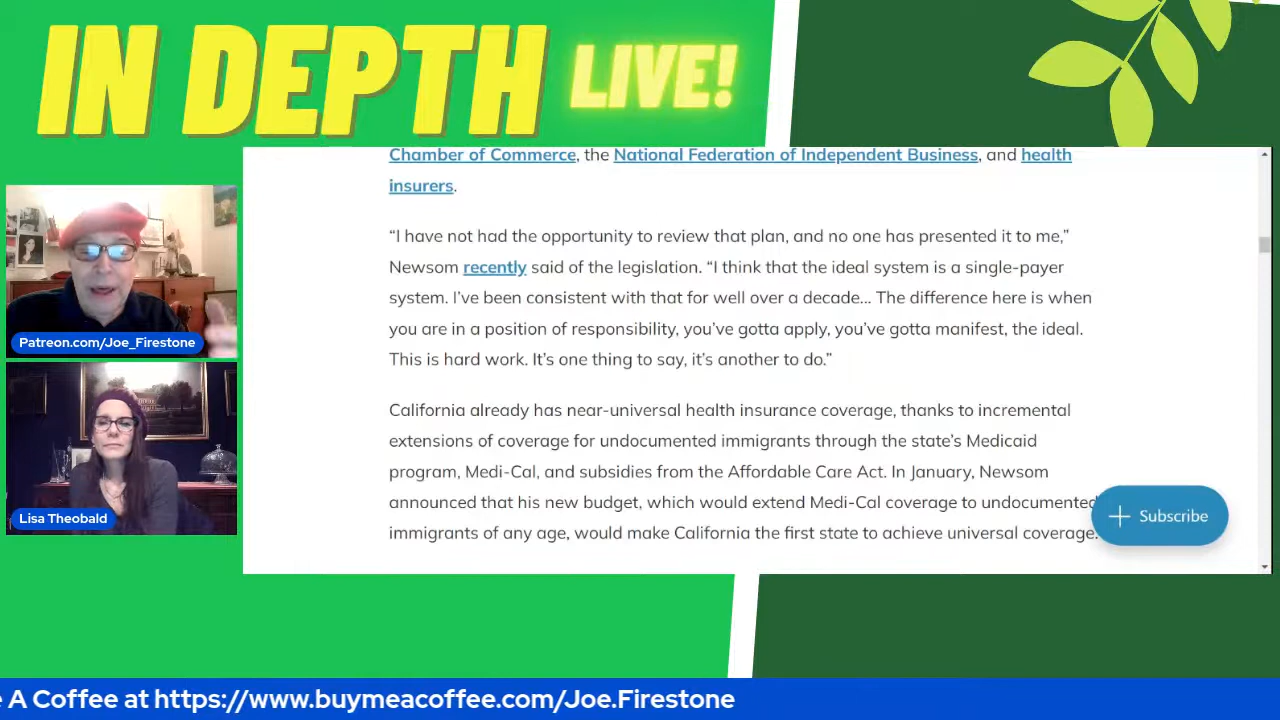 IN DEPTH LIVE!
Chamber of Commerce, the National Federation of Independent Business, and health
insurers.
“I have not had the opportunity to review that plan, and no one has presented it to me,”
Newsom recently said of the legislation. “I think that the ideal system is a single-payer
system. I’ve been consistent with that for well over a decade… The difference here is when
you are in a position of responsibility, you’ve gotta apply, you’ve gotta manifest, the ideal.
This is hard work. It’s one thing to say, it’s another to do.”
California already has near-universal health insurance coverage, thanks to incremental
extensions of coverage for undocumented immigrants through the state’s Medicaid
program, Medi-Cal, and subsidies from the Affordable Care Act. In January, Newsom
announced that his new budget, which would extend Medi-Cal coverage to undocumented
immigrants of any age, would make California the first state to achieve universal coverage.
Subscribe
Patreon.com/Joe_Firestone
Lisa Theobald
e A Coffee at https://www.buymeacoffee.com/Joe.Firestone